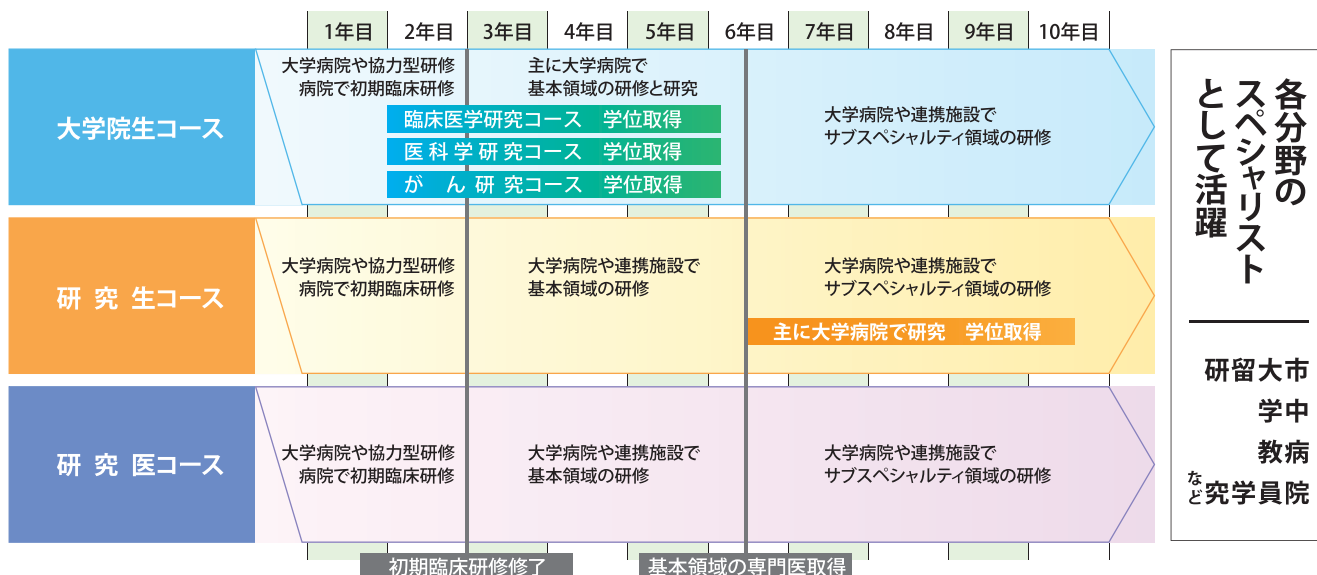 1年目 2年目 3年目 4年目 5年目 6年目 7年目 8年目 9年目 10年目
大学院生コース
大学病院や協力型研修
病院で初期臨床研修
主に大学病院で
基本領域の研修と研究
臨床医学研究コース 学位取得
医科学研究コース 学位取得
がん研究コース 学位取得
大学病院や連携施設で
サブスペシャルティ領域の研修
研究生コース
大学病院や協力型研修
病院で初期臨床研修
大学病院や連携施設で
基本領域の研修
大学病院や連携施設で
サブスペシャルティ領域の研修
主に大学病院で研究 学位取得
研究医コース
大学病院や協力型研修
病院で初期臨床研修
大学病院や連携施設で
基本領域の研修
大学病院や連携施設で
サブスペシャルティ領域の研修
初期臨床研修修了
基本領域の専門医取得
各分野の
スペシャリスト
として活躍
市中病院
大学教員
留学
研究
など